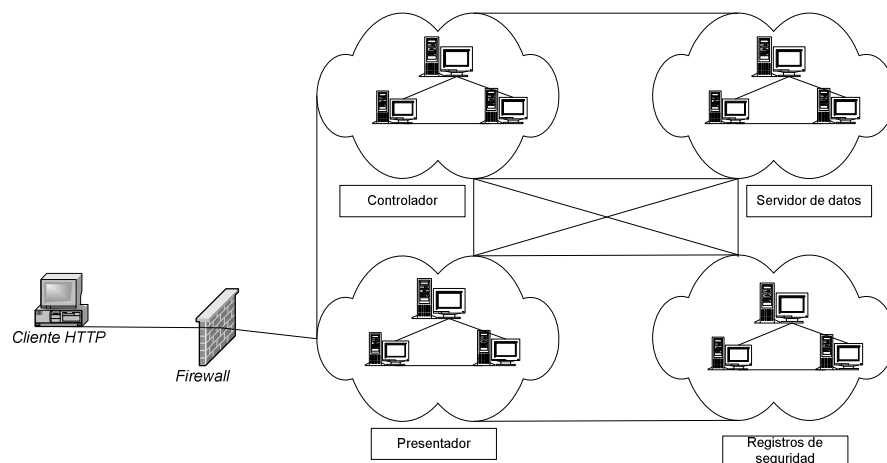 Controlador
Servidor de datos
Cliente HTTP
Firewall
Presentador
Registros de
seguridad